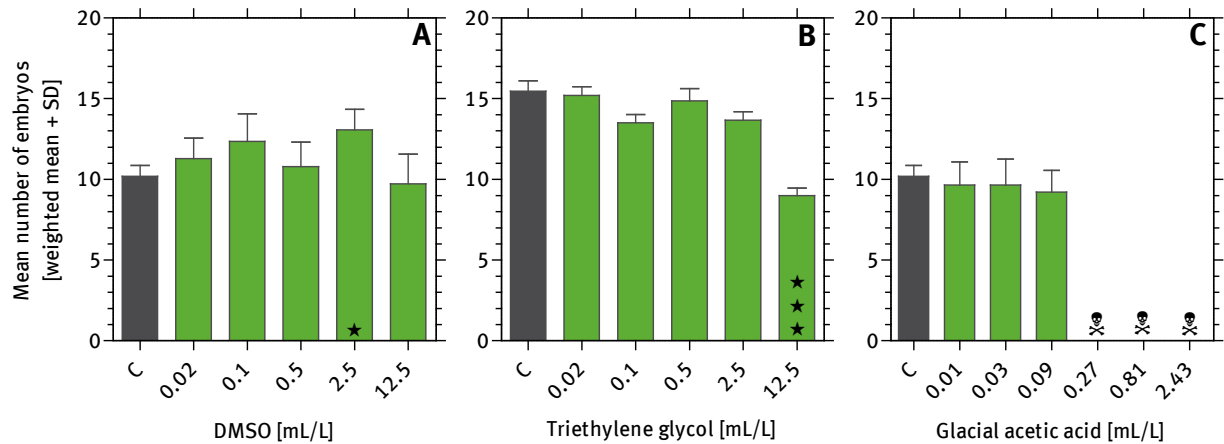 Mean number of embryos
[weighted mean + SD]
20
15
10
5
0
A
C
0.02
0.1
0.5
2.5
12.5
DMSO [mL/L]
20
15
10
5
0
B
C
0.02
0.1
0.5
2.5
12.5
Triethylene glycol [mL/L]
20
15
10
5
0
C
C
0.01
0.03
0.09
0.27
0.81
2.43
Glacial acetic acid [mL/L]